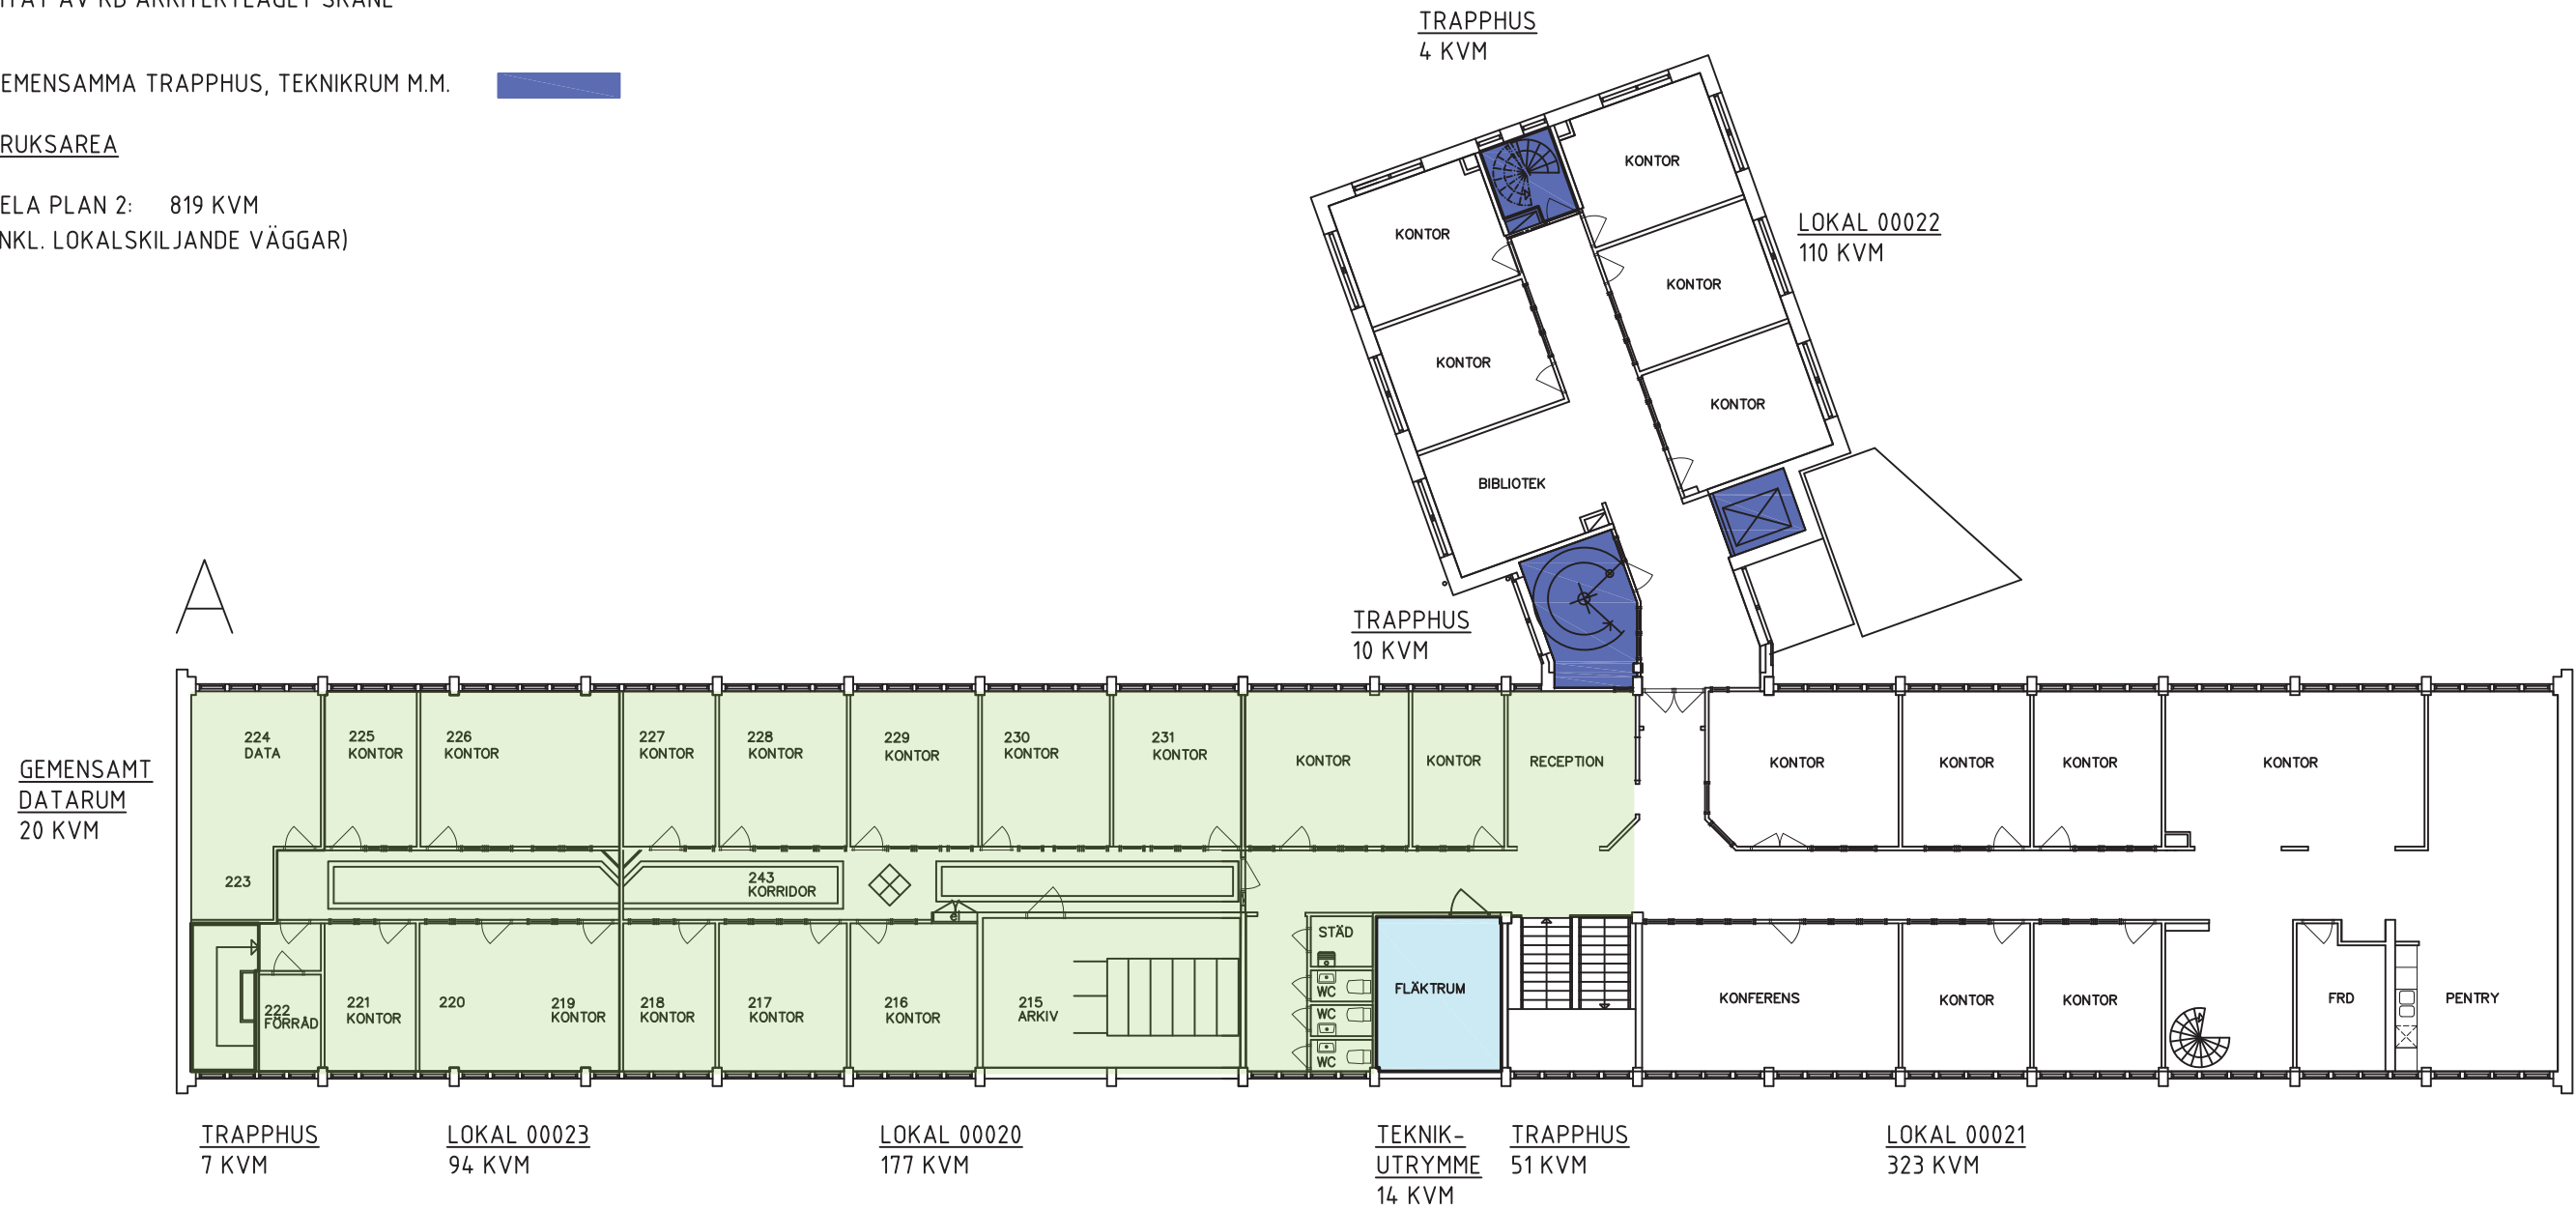 EMENSAMMA TRAPPHUS, TEKNIKRUM M.M.
RUKSAREA
ELA PLAN 2: 819 KVM
NKL. LOKALSKILJANDE VÄGGAR)
TRAPPHUS
4 KVM
KONTOR
KONTOR
LOKAL 00022
110 KVM
KONTOR
KONTOR
KONTOR
BIBLIOTEK
A
TRAPPHUS
10 KVM
GEMENSAMT
DATARUM
20 KVM
224
DATA
225
KONTOR
226
KONTOR
227
KONTOR
228
KONTOR
229
KONTOR
230
KONTOR
231
KONTOR
KONTOR
KONTOR
RECEPTION
KONTOR
KONTOR
KONTOR
KONTOR
223
243
KORRIDOR
222
FÖRRÅD
221
KONTOR
220
219
KONTOR
218
KONTOR
217
KONTOR
216
KONTOR
215
ARKIV
STÄD
WC
WC
WC
FLÄKTRUM
KONFERENS
KONTOR
KONTOR
FRD
PENTRY
TRAPPHUS
7 KVM
LOKAL 00023
94 KVM
LOKAL 00020
177 KVM
TEKNIK-
UTRYMME
14 KVM
TRAPPHUS
51 KVM
LOKAL 00021
323 KVM